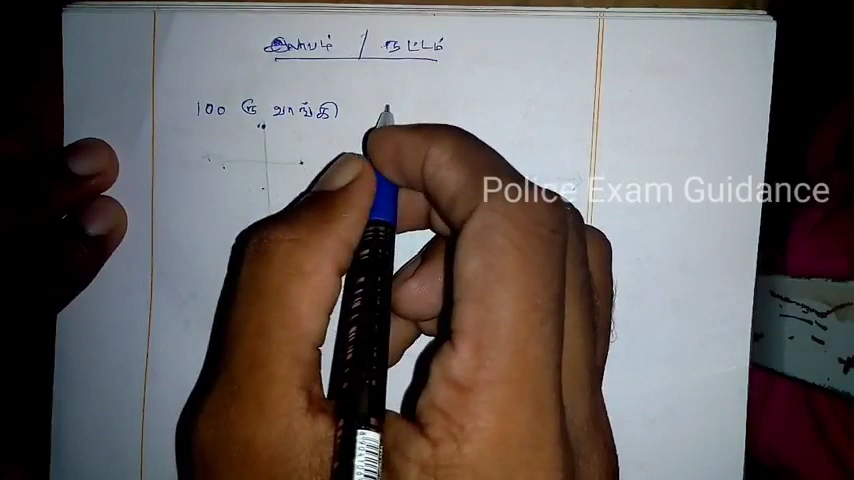 இலாபம் / நட்டம்
100 ரூ வாங்கி
Police Exam Guidance